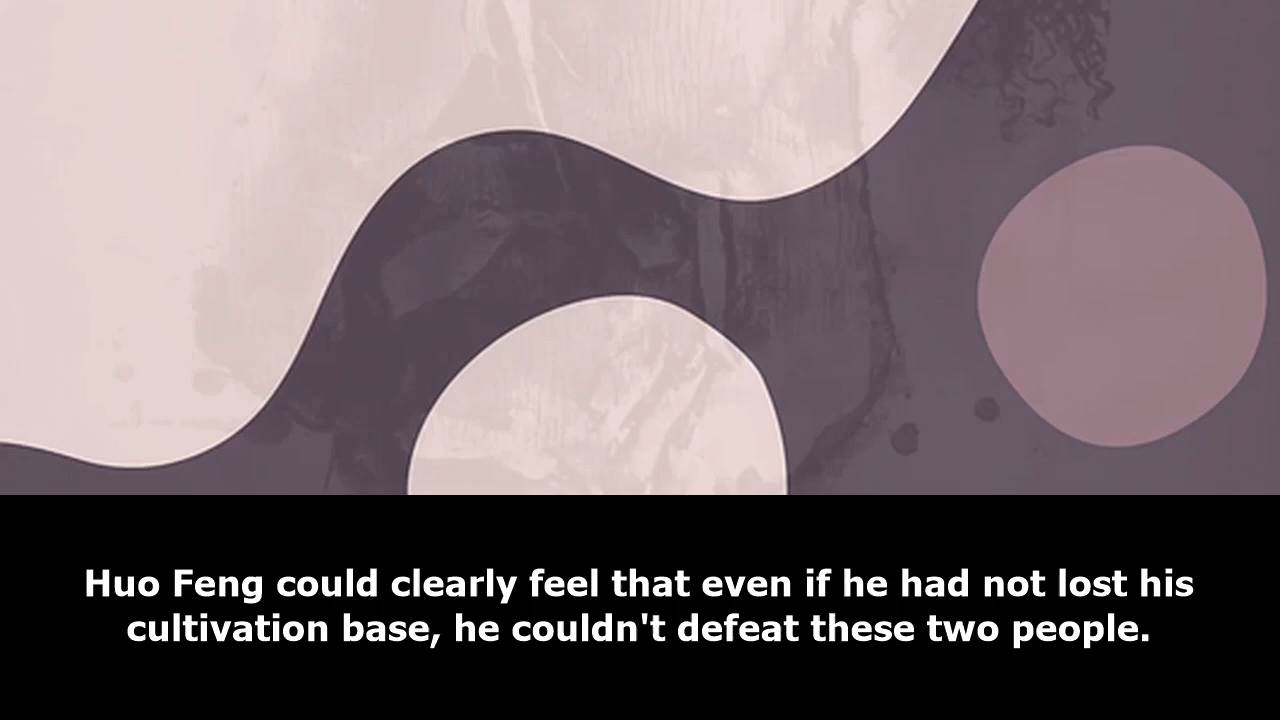 Huo Feng could clearly feel that even if he had not lost his
cultivation base, he couldn't defeat these two people.